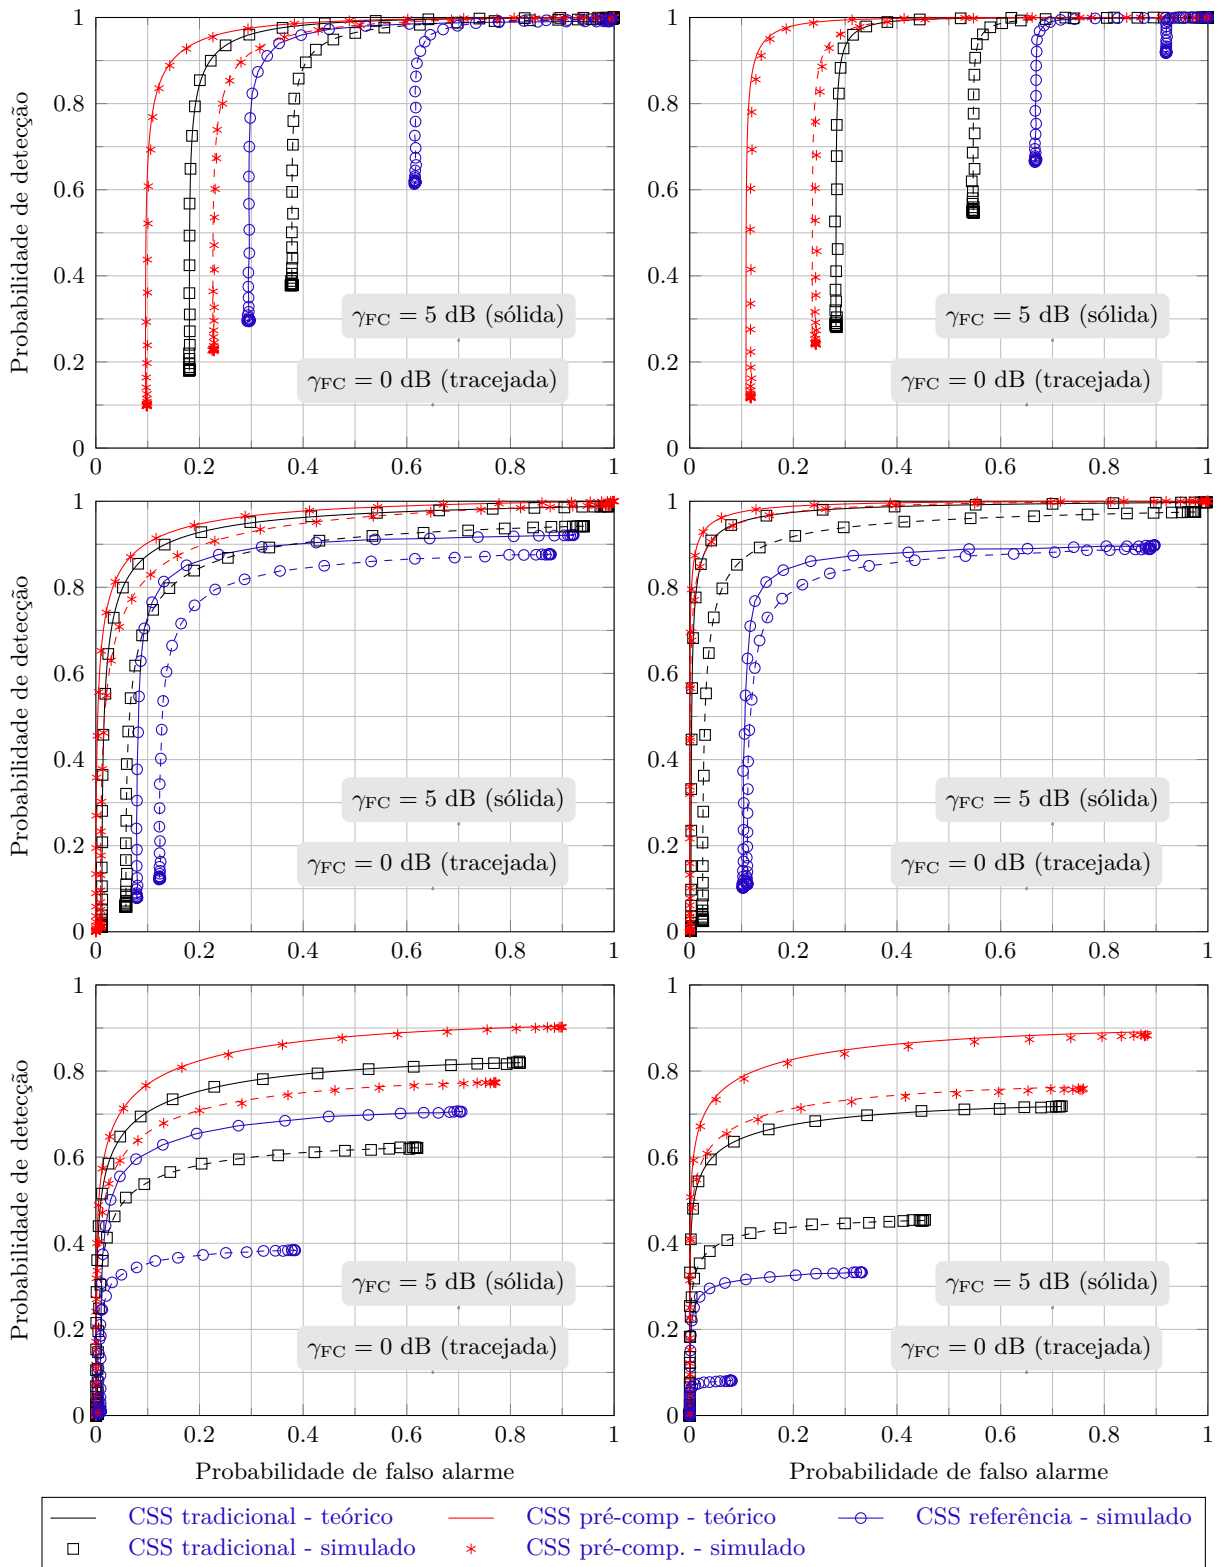 1
0.8
0.6
0.4
0.2
0
Probabilidade de detecção
γFC = 5 dB (sólida)
γFC = 0 dB (tracejada)
0 0.2 0.4 0.6 0.8 1
1
0.8
0.6
0.4
0.2
0
γFC = 5 dB (sólida)
γFC = 0 dB (tracejada)
0 0.2 0.4 0.6 0.8 1
1
0.8
0.6
0.4
0.2
0
Probabilidade de detecção
γFC = 5 dB (sólida)
γFC = 0 dB (tracejada)
0 0.2 0.4 0.6 0.8 1
1
0.8
0.6
0.4
0.2
0
γFC = 5 dB (sólida)
γFC = 0 dB (tracejada)
0 0.2 0.4 0.6 0.8 1
1
0.8
0.6
0.4
0.2
0
Probabilidade de detecção
γFC = 5 dB (sólida)
γFC = 0 dB (tracejada)
0 0.2 0.4 0.6 0.8 1
Probabilidade de falso alarme
1
0.8
0.6
0.4
0.2
0
γFC = 5 dB (sólida)
γFC = 0 dB (tracejada)
0 0.2 0.4 0.6 0.8 1
Probabilidade de falso alarme
CSS tradicional - teórico CSS pré-comp - teórico CSS referência - simulado
CSS tradicional - simulado CSS pré-comp. - simulado